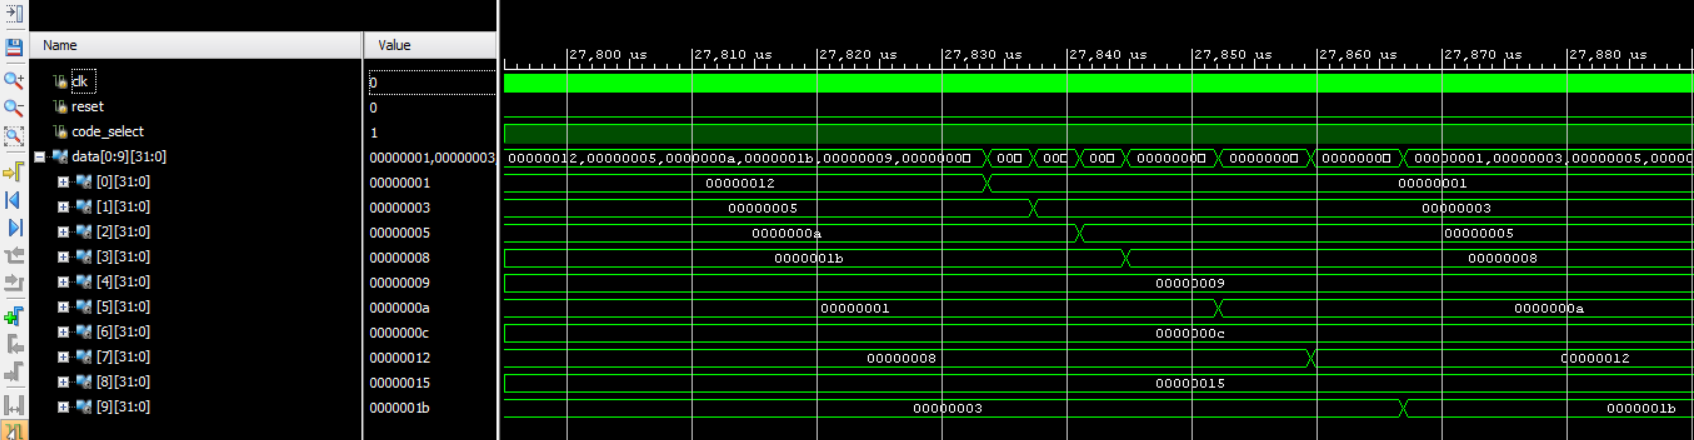 Name Value
27,800 us 27,810 us 27,820 us 27,830 us 27,840 us 27,850 us 27,860 us 27,870 us 27,880 us
clk 0
reset 0
code_select 1
data[0:9][31:0] 00000001,00000003, 00000012,00000005,0000000a,0000001b,00000009,0000000 00 00 00 0000000 0000000 0000000 00000001,00000003,00000005,0000
[0][31:0] 00000001 00000012 00000001
[1][31:0] 00000003 00000005 00000003
[2][31:0] 00000005 0000000a 00000005
[3][31:0] 00000008 0000001b 00000008
[4][31:0] 00000009 00000009
[5][31:0] 0000000a 00000001 0000000a
[6][31:0] 0000000c 0000000c
[7][31:0] 00000012 00000008 00000012
[8][31:0] 00000015 00000015
[9][31:0] 0000001b 00000003 0000001b